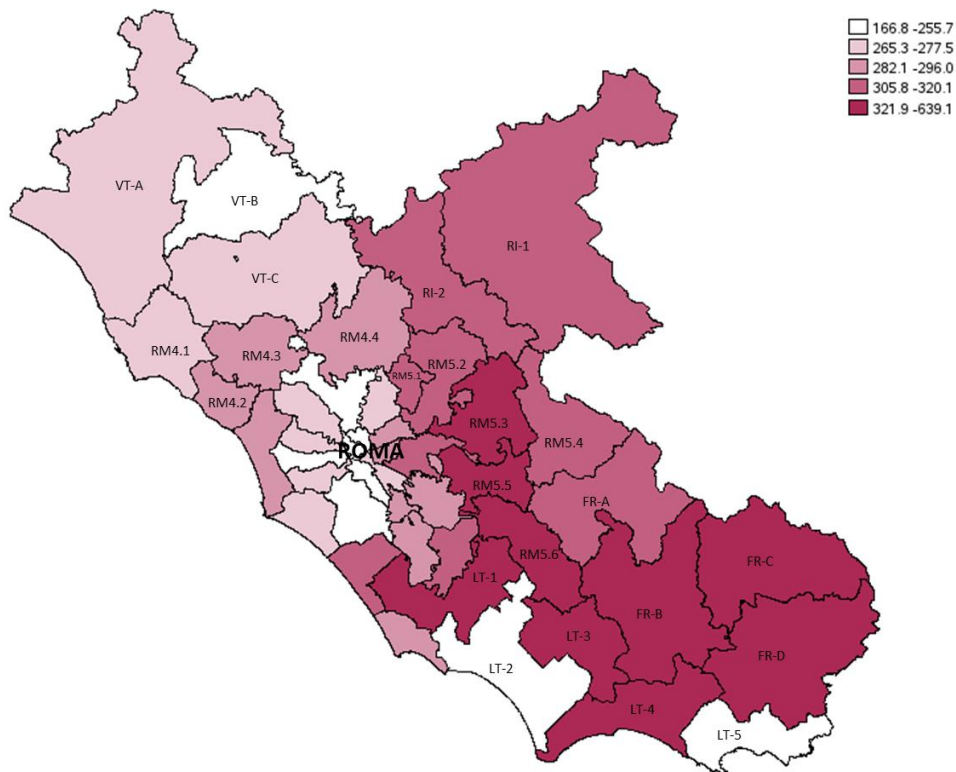 166.8 -255.7
265.3 -277.5
282.1 -296.0
305.8 -320.1
321.9 -639.1
VT-A
VT-B
RI-1
VT-C
RI-2
RM4.4
RM4.1
RM4.3
RM5.2
RM5.1
RM4.2
RM5.3
RM5.4
ROMA
RM5.5
FR-A
RM5.6
FR-C
LT-1
FR-B
LT-3
FR-D
LT-2
LT-4
LT-5